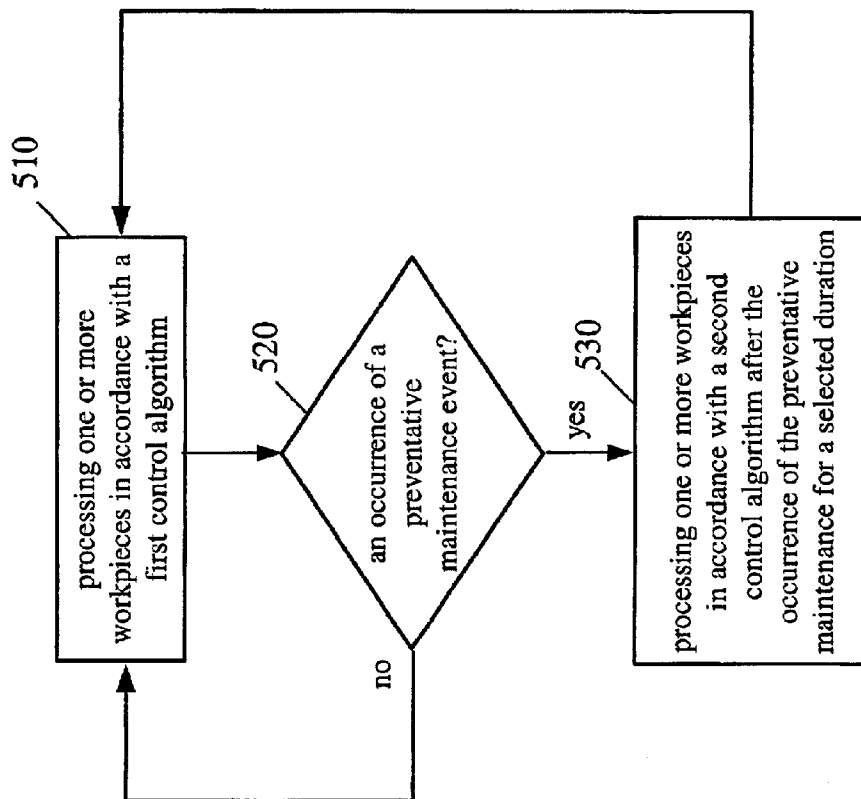 510
processing one or more
workpieces in accordance with a
first control algorithm
520
an occurrence of a
preventative
maintenance event?
no
yes
530
processing one or more workpieces
in accordance with a second
control algorithm after the
occurrence of the preventative
maintenance for a selected duration